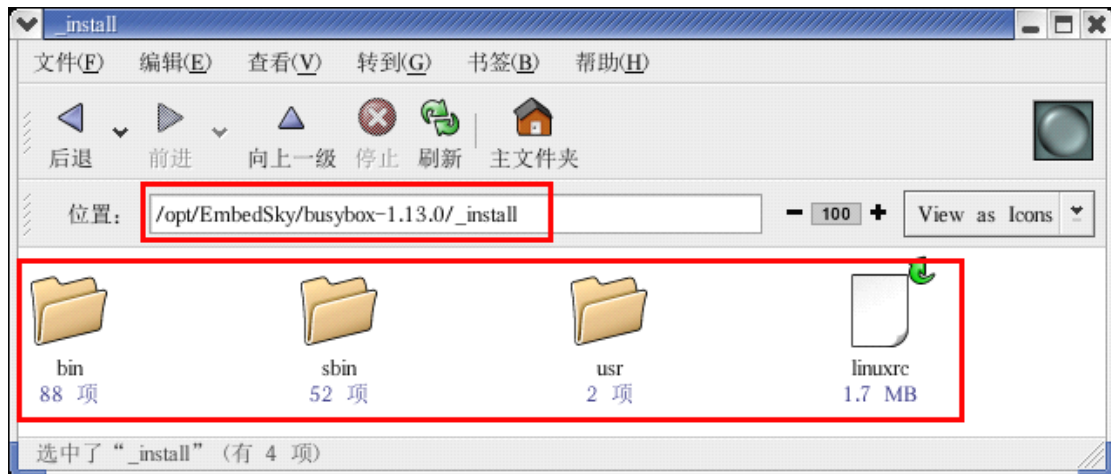 _install
文件(F) 编辑(E) 查看(V) 转到(G) 书签(B) 帮助(H)
后退 前进 向上一级 停止 刷新 主文件夹
位置: /opt/EmbedSky/busybox-1.13.0/_install 100 View as Icons
bin sbin usr linuxrc
88 项 52 项 2 项 1.7 MB
选中了“_install” (有 4 项)